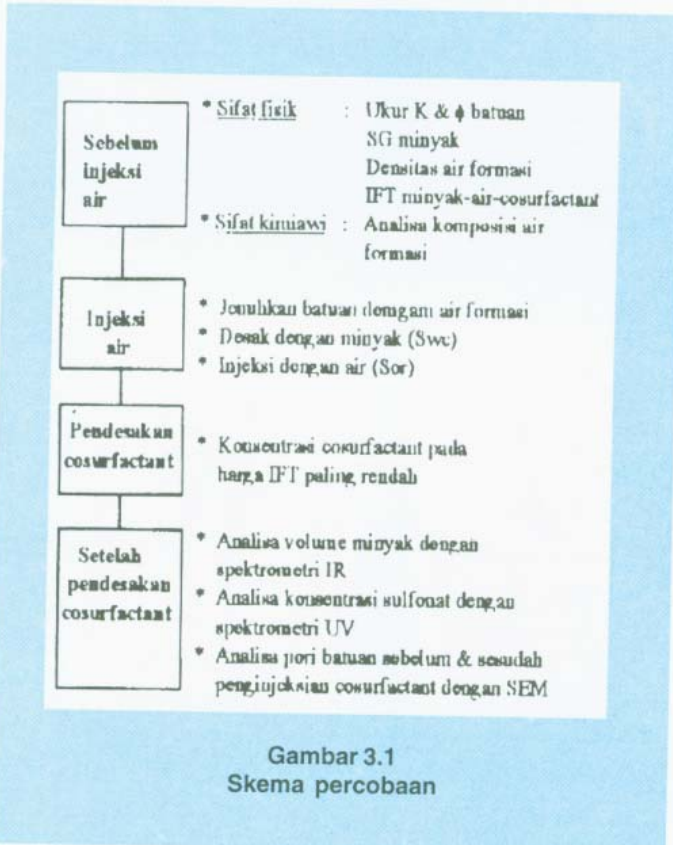 Sebelum
injeksi
air
* Sifat fisik : Ukur K & ϕ batuan
SG minyak
Densitas air formasi
IFT minyak-air-cosurfactant
* Sifat kimiawi : Analisa komposisi air
formasi
Injeksi
air
* Jenuhkan batuan dengam air formasi
* Desak dengan minyak (Swc)
* Injeksi dengan air (Sor)
Pendesakan
cosurfactant
* Konsentrasi cosurfactant pada
harga IFT paling rendah
Setelah
pendesakan
cosurfactant
* Analisa volume minyak dengan
spektrometri IR
* Analisa konsentrasi sulfonat dengan
spektrometri UV
* Analisa pori batuan sebelum & sesudah
penginjeksian cosurfactant dengan SEM
Gambar 3.1
Skema percobaan